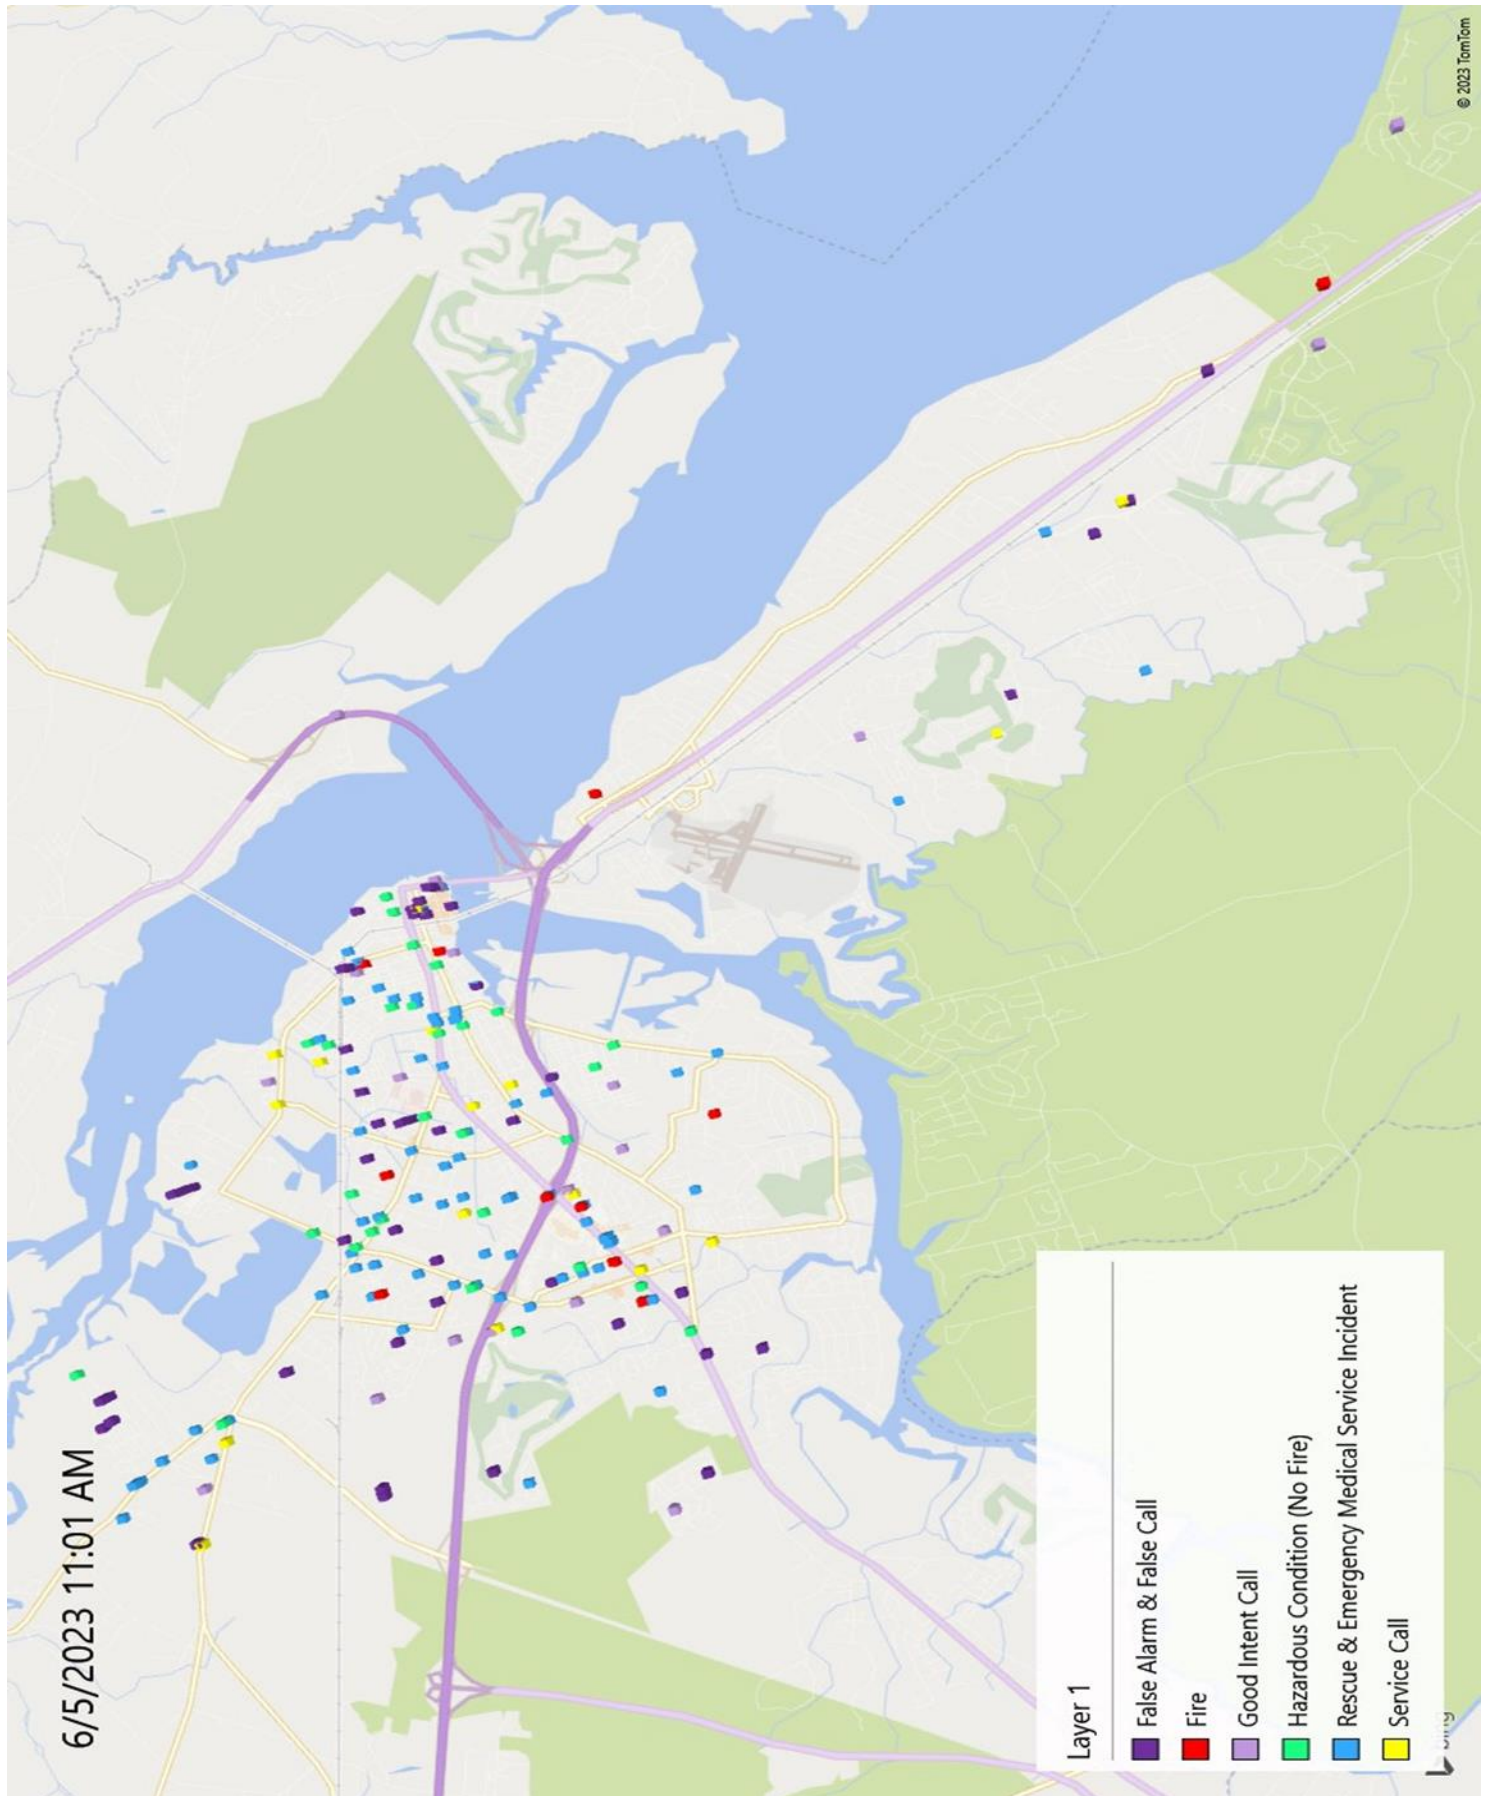 6/5/2023 11:01 AM
Layer 1
False Alarm & False Call
Fire
Good Intent Call
Hazardous Condition (No Fire)
Rescue & Emergency Medical Service Incident
Service Call
© 2023 TomTom